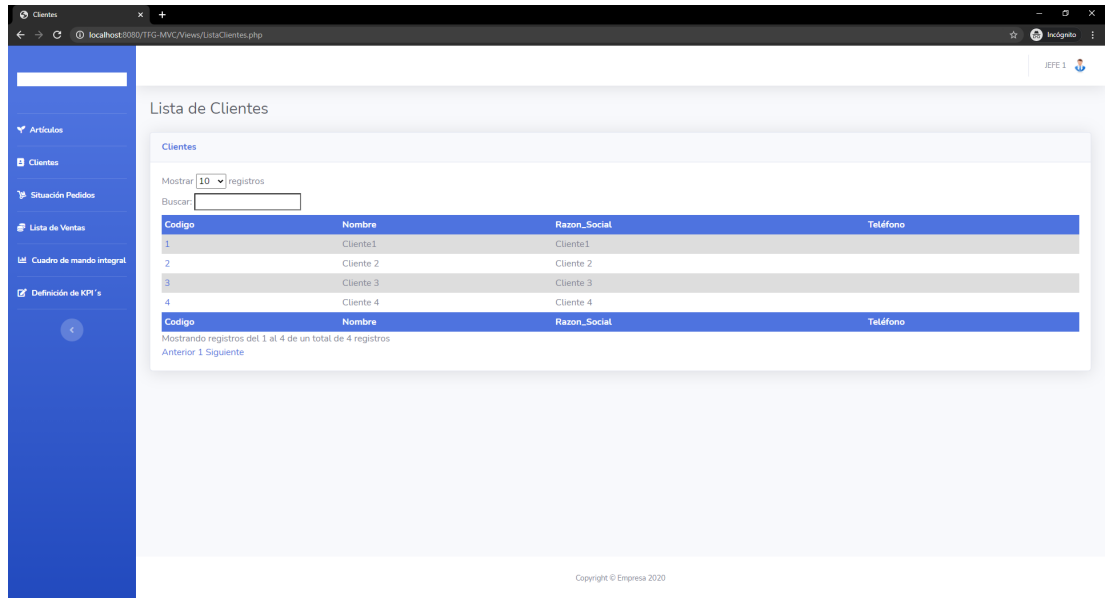 Clientes
localhost:8080/TFG-MVC/Views/ListaClientes.php
Incógnito
JEFE 1
Artículos
Clientes
Situación Pedidos
Lista de Ventas
Cuadro de mando integral
Definición de KPI´s
Lista de Clientes
Clientes
Mostrar 10 registros
Buscar:
Codigo Nombre Razon_Social Teléfono
1 Cliente1 Cliente1
2 Cliente 2 Cliente 2
3 Cliente 3 Cliente 3
4 Cliente 4 Cliente 4
Codigo Nombre Razon_Social Teléfono
Mostrando registros del 1 al 4 de un total de 4 registros
Anterior 1 Siguiente
Copyright © Empresa 2020